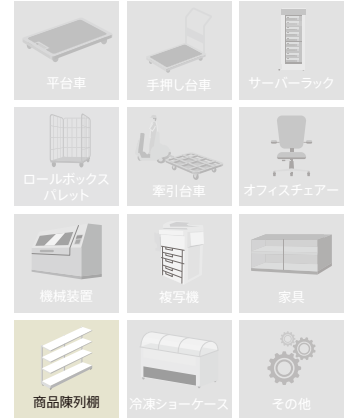 平台車
手押し台車
サーバーラック
ロールボックス
パレット
牽引台車
オフィスチェアー
機械装置
複写機
家具
商品陳列棚
冷凍ショーケース
その他